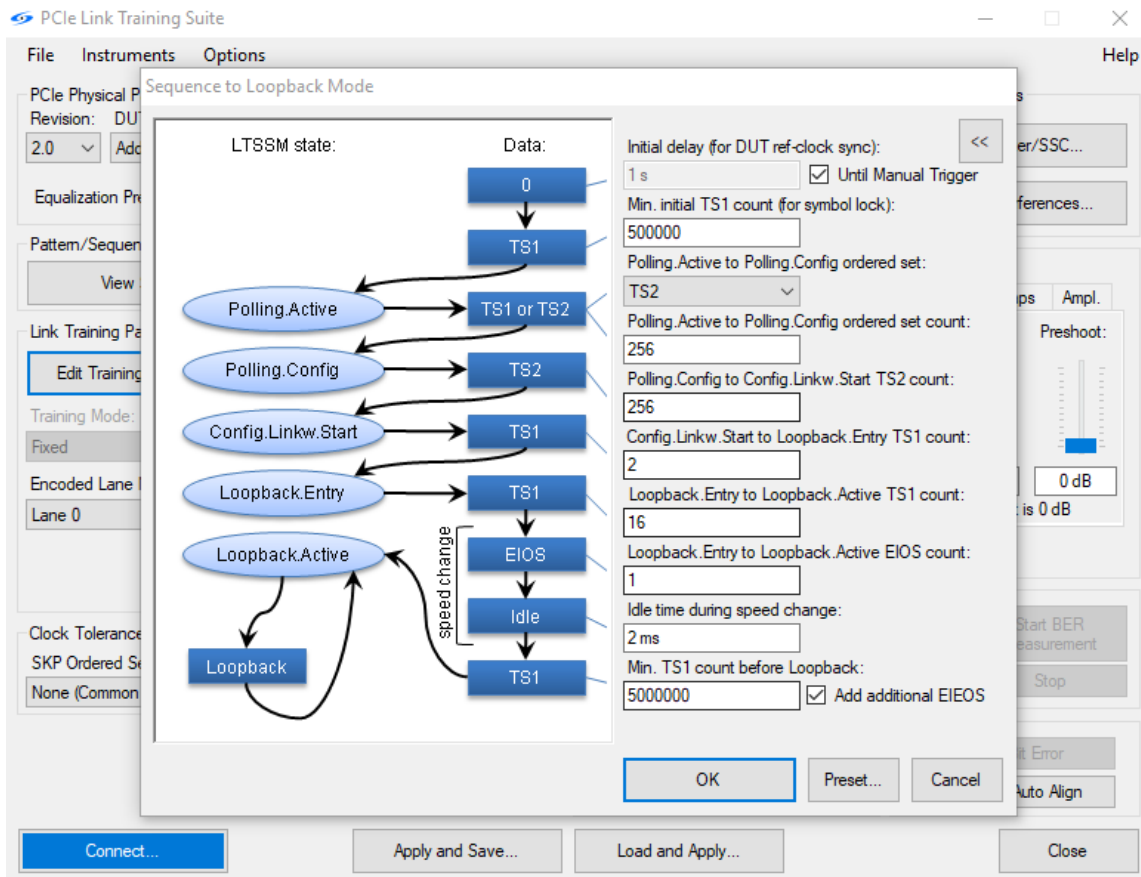 PCIe Link Training Suite
File Instruments Options Help
PCIe Physical P
Revision: DU
2.0 Add
Equalization Pre
Pattern/Sequen
View
Link Training Pa
Edit Training
Training Mode:
Fixed
Encoded Lane
Lane 0
Clock Tolerance
SKP Ordered Se
None (Common
Sequence to Loopback Mode
LTSSM state: Data:
0
TS1
Polling.Active TS1 or TS2
Polling.Config TS2
Config.Linkw.Start TS1
Loopback.Entry TS1
Loopback.Active speed change EIOS
Idle
Loopback TS1
<<
Initial delay (for DUT ref-clock sync):
1 s Until Manual Trigger
Min. initial TS1 count (for symbol lock):
500000
Polling.Active to Polling.Config ordered set:
TS2
Polling.Active to Polling.Config ordered set count:
256
Polling.Config to Config.Linkw.Start TS2 count:
256
Config.Linkw.Start to Loopback.Entry TS1 count:
2
Loopback.Entry to Loopback.Active TS1 count:
16
Loopback.Entry to Loopback.Active EIOS count:
1
Idle time during speed change:
2 ms
Min. TS1 count before Loopback:
5000000 Add additional EIEOS
OK Preset... Cancel
s
er/SSC...
ferences...
ps Ampl.
Preshoot:
0 dB
is 0 dB
Start BER
easurement
Stop
it Error
Auto Align
Connect... Apply and Save... Load and Apply... Close